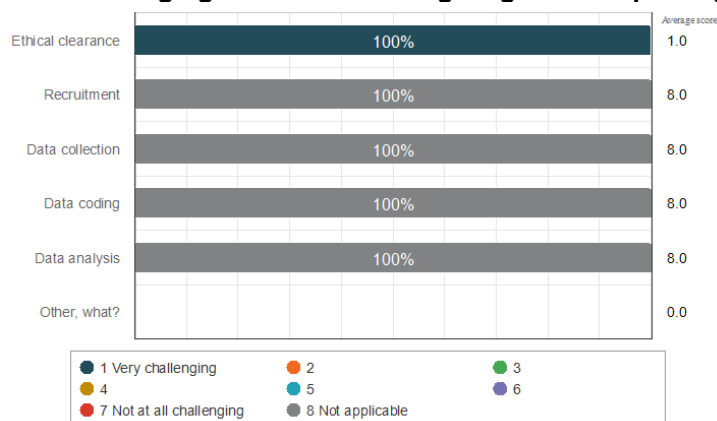 Average score
Ethical clearance 100% 1.0
Recruitment 100% 8.0
Data collection 100% 8.0
Data coding 100% 8.0
Data analysis 100% 8.0
Other, what? 0.0
1 Very challenging 2 3
4 5 6
7 Not at all challenging 8 Not applicable